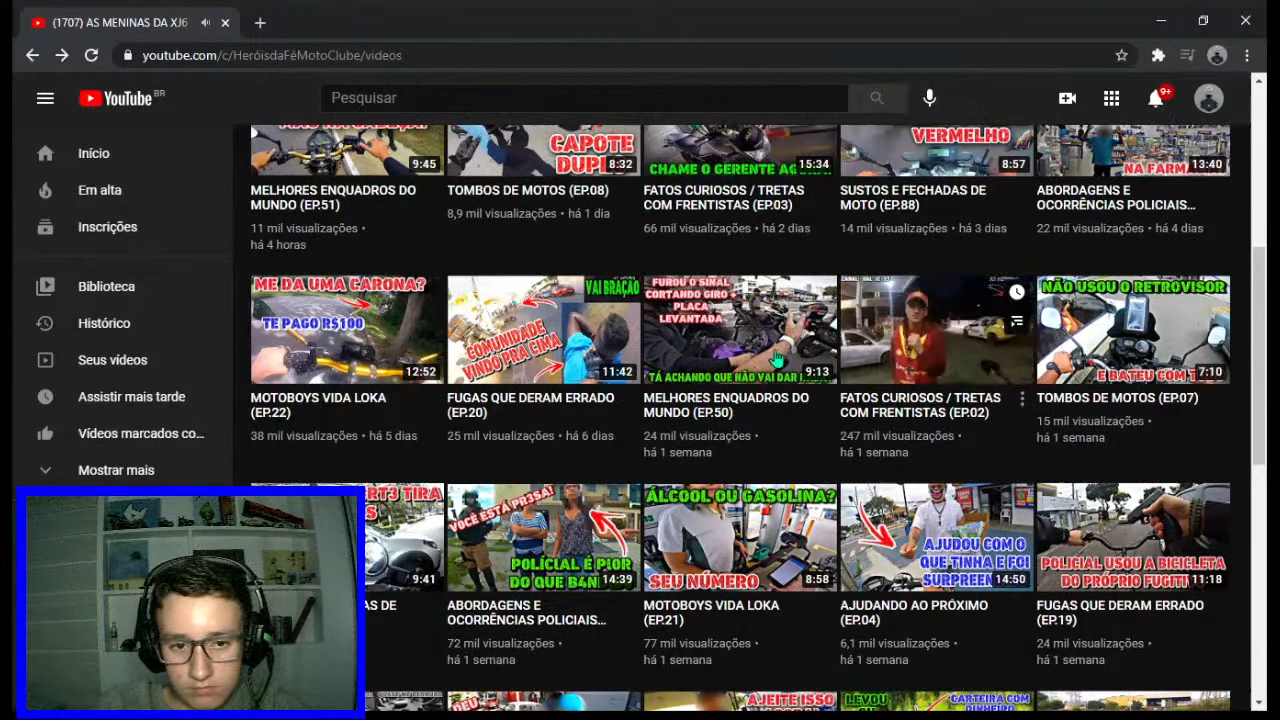 (1707) AS MENINAS DA XJ6
youtube.com/c/HeróisdaFéMotoClube/videos
YouTube BR
Pesquisar
9+
Início
Em alta
Inscrições
Biblioteca
Histórico
Seus vídeos
Assistir mais tarde
Vídeos marcados co...
Mostrar mais
9:45
CAPOTE
DUPL
8:32
CHAME O GERENTE
15:34
VERMELHO
8:57
NA FARMA
13:40
MELHORES ENQUADROS DO
MUNDO (EP.51)
11 mil visualizações •
há 4 horas
TOMBOS DE MOTOS (EP.08)
8,9 mil visualizações • há 1 dia
FATOS CURIOSOS / TRETAS
COM FRENTISTAS (EP.03)
66 mil visualizações • há 2 dias
SUSTOS E FECHADAS DE
MOTO (EP.88)
14 mil visualizações • há 3 dias
ABORDAGENS E
OCORRÊNCIAS POLICIAIS...
22 mil visualizações • há 4 dias
ME DA UMA CARONA?
TE PAGO R$100
12:52
VAI BRAÇÃO
COMUNIDADE
VINDO PRA CIMA
11:42
FUROU O SINAL
CORTANDO GIRO +
PLACA
LEVANTADA
TÁ ACHANDO QUE NÃO VAI DAR
9:13
NÃO USOU O RETROVISOR
E BATEU COM
7:10
MOTOBOYS VIDA LOKA
(EP.22)
38 mil visualizações • há 5 dias
FUGAS QUE DERAM ERRADO
(EP.20)
25 mil visualizações • há 6 dias
MELHORES ENQUADROS DO
MUNDO (EP.50)
24 mil visualizações •
há 1 semana
FATOS CURIOSOS / TRETAS
COM FRENTISTAS (EP.02)
247 mil visualizações •
há 1 semana
TOMBOS DE MOTOS (EP.07)
15 mil visualizações •
há 1 semana
ERT3 TIRA
9:41
VOCÊ ESTÁ PR3SA!
POLICIAL É PIOR
DO QUE B4N
14:39
ÁLCOOL OU GASOLINA?
SEU NÚMERO
8:58
AJUDOU COM O
QUE TINHA E FOI
SURPREEN
14:50
POLICIAL USOU A BICICLETA
DO PRÓPRIO FUGITI
11:18
AS DE
ABORDAGENS E
OCORRÊNCIAS POLICIAIS...
72 mil visualizações •
há 1 semana
MOTOBOYS VIDA LOKA
(EP.21)
77 mil visualizações •
há 1 semana
AJUDANDO AO PRÓXIMO
(EP.04)
6,1 mil visualizações •
há 1 semana
FUGAS QUE DERAM ERRADO
(EP.19)
24 mil visualizações •
há 1 semana
AJEITE ISSO
LEVOU
CARTEIRA COM